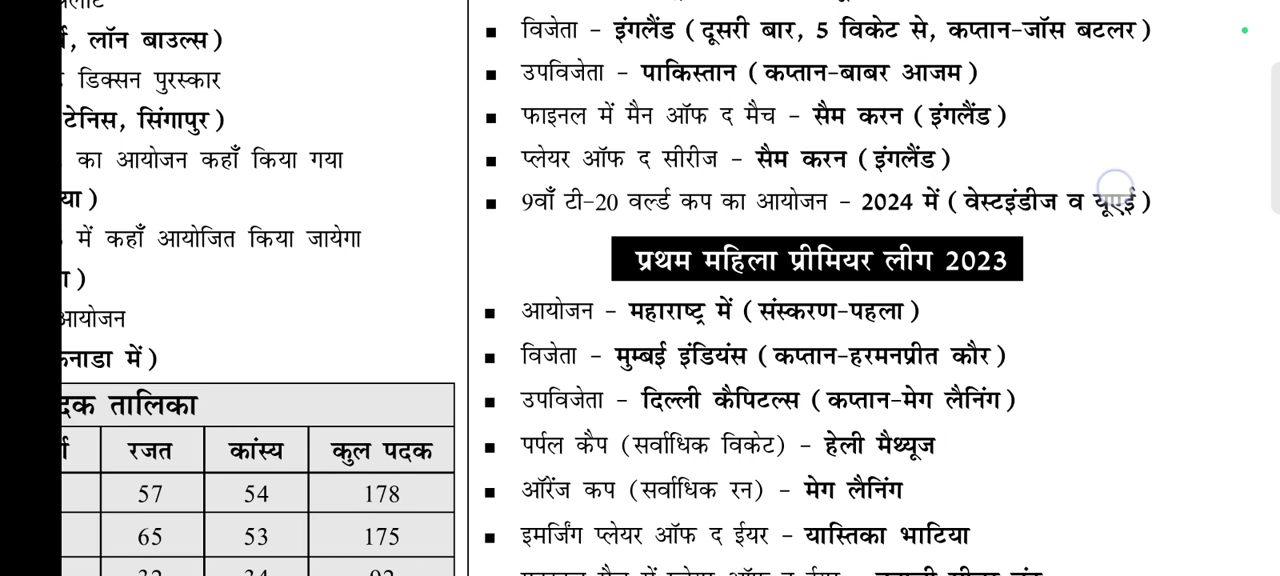 , लॉन बाउल्स)
डिक्सन पुरस्कार
टेनिस, सिंगापुर)
का आयोजन कहाँ किया गया
या)
में कहाँ आयोजित किया जायेगा
)
आयोजन
कनाडा में)
दक तालिका
रजत कांस्य कुल पदक
57 54 178
65 53 175
▪ विजेता – इंगलैंड (दूसरी बार, 5 विकेट से, कप्तान-जॉस बटलर)
▪ उपविजेता – पाकिस्तान (कप्तान-बाबर आजम)
▪ फाइनल में मैन ऑफ द मैच – सैम करन (इंगलैंड)
▪ प्लेयर ऑफ द सीरीज – सैम करन (इंगलैंड)
▪ 9वाँ टी-20 वर्ल्ड कप का आयोजन – 2024 में (वेस्टइंडीज व यूएई)
प्रथम महिला प्रीमियर लीग 2023
▪ आयोजन – महाराष्ट्र में (संस्करण-पहला)
▪ विजेता – मुम्बई इंडियंस (कप्तान-हरमनप्रीत कौर)
▪ उपविजेता – दिल्ली कैपिटल्स (कप्तान-मेग लैनिंग)
▪ पर्पल कैप (सर्वाधिक विकेट) – हेली मैथ्यूज
▪ ऑरेंज कप (सर्वाधिक रन) – मेग लैनिंग
▪ इमर्जिंग प्लेयर ऑफ द ईयर – यास्तिका भाटिया